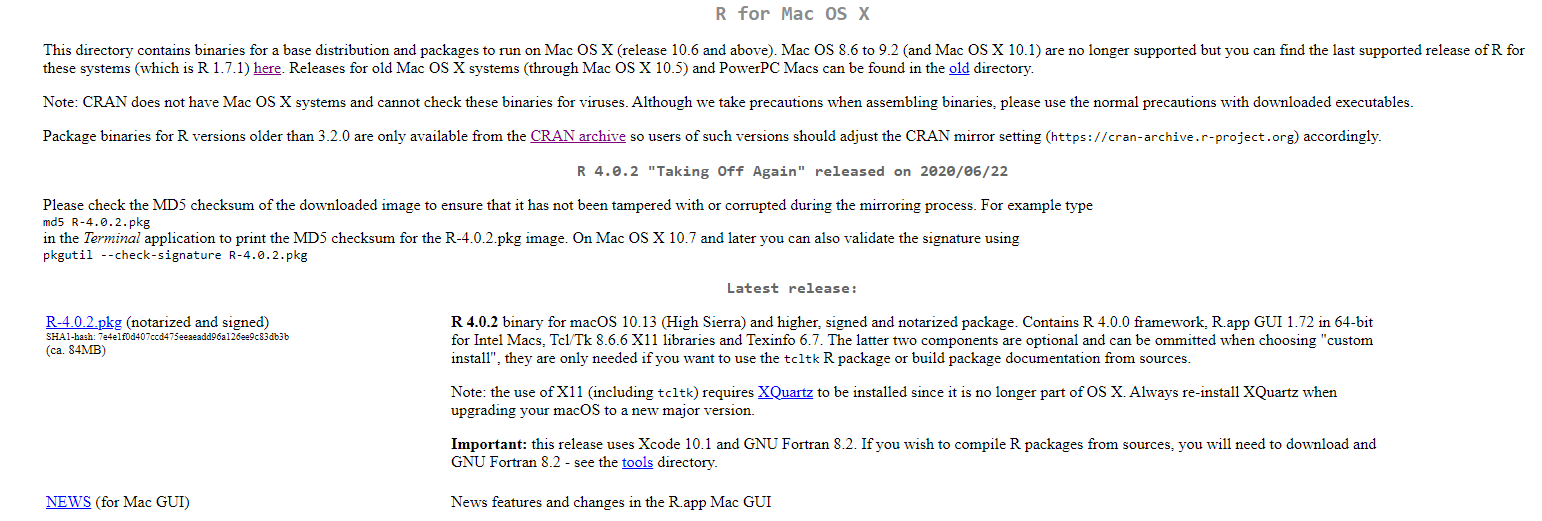 R for Mac OS X
This directory contains binaries for a base distribution and packages to run on Mac OS X (release 10.6 and above). Mac OS 8.6 to 9.2 (and Mac OS X 10.1) are no longer supported but you can find the last supported release of R for
these systems (which is R 1.7.1) here. Releases for old Mac OS X systems (through Mac OS X 10.5) and PowerPC Macs can be found in the old directory.
Note: CRAN does not have Mac OS X systems and cannot check these binaries for viruses. Although we take precautions when assembling binaries, please use the normal precautions with downloaded executables.
Package binaries for R versions older than 3.2.0 are only available from the CRAN archive so users of such versions should adjust the CRAN mirror setting (https://cran-archive.r-project.org) accordingly.
R 4.0.2 "Taking Off Again" released on 2020/06/22
Please check the MD5 checksum of the downloaded image to ensure that it has not been tampered with or corrupted during the mirroring process. For example type
md5 R-4.0.2.pkg
in the Terminal application to print the MD5 checksum for the R-4.0.2.pkg image. On Mac OS X 10.7 and later you can also validate the signature using
pkgutil --check-signature R-4.0.2.pkg
Latest release:
R-4.0.2.pkg (notarized and signed)
SHA1-hash: 7e4e1f0d407ccd475eeaeadd96a126ee9c83db3b
(ca. 84MB)
R 4.0.2 binary for macOS 10.13 (High Sierra) and higher, signed and notarized package. Contains R 4.0.0 framework, R.app GUI 1.72 in 64-bit
for Intel Macs, Tcl/Tk 8.6.6 X11 libraries and Texinfo 6.7. The latter two components are optional and can be ommitted when choosing "custom
install", they are only needed if you want to use the tcltk R package or build package documentation from sources.
Note: the use of X11 (including tcltk) requires XQuartz to be installed since it is no longer part of OS X. Always re-install XQuartz when
upgrading your macOS to a new major version.
Important: this release uses Xcode 10.1 and GNU Fortran 8.2. If you wish to compile R packages from sources, you will need to download and
GNU Fortran 8.2 - see the tools directory.
NEWS (for Mac GUI)
News features and changes in the R.app Mac GUI